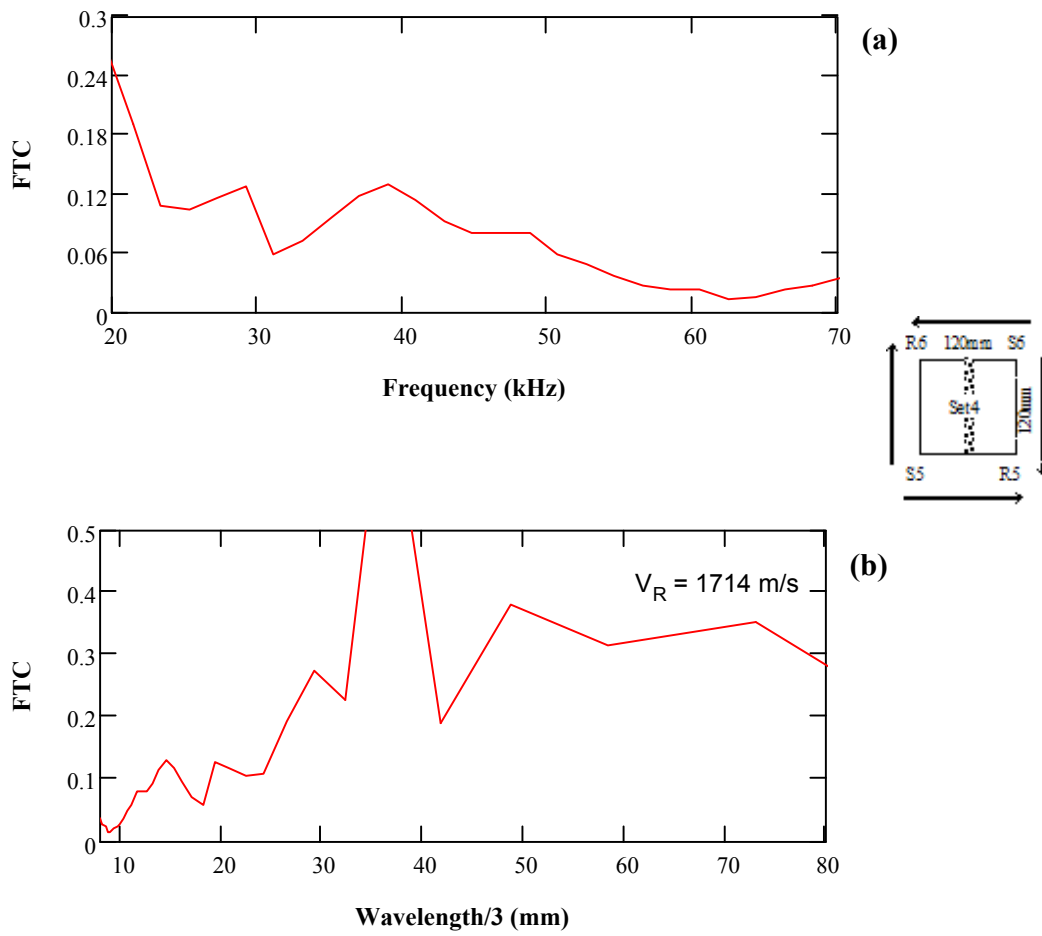 0.3
(a)
0.24
0.18
FTC
0.12
0.06
0
20 30 40 50 60 70
Frequency (kHz)
R6 120mm S6
Set4
120mm
S5 R5
0.5
(b)
V_R = 1714 m/s
0.4
0.3
FTC
0.2
0.1
0
10 20 30 40 50 60 70 80
Wavelength/3 (mm)